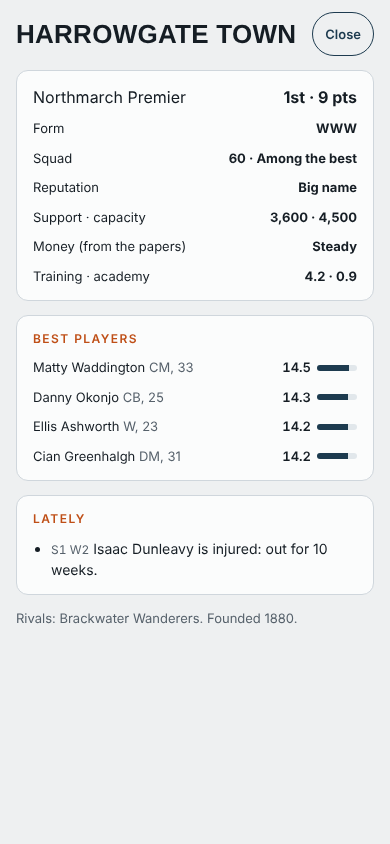 HARROWGATE TOWN
Close
Northmarch Premier 1st · 9 pts
Form WWW
Squad 60 · Among the best
Reputation Big name
Support · capacity 3,600 · 4,500
Money (from the papers) Steady
Training · academy 4.2 · 0.9
BEST PLAYERS
Matty Waddington CM, 33 14.5
Danny Okonjo CB, 25 14.3
Ellis Ashworth W, 23 14.2
Cian Greenhalgh DM, 31 14.2
LATELY
• S1 W2 Isaac Dunleavy is injured: out for 10
weeks.
Rivals: Brackwater Wanderers. Founded 1880.